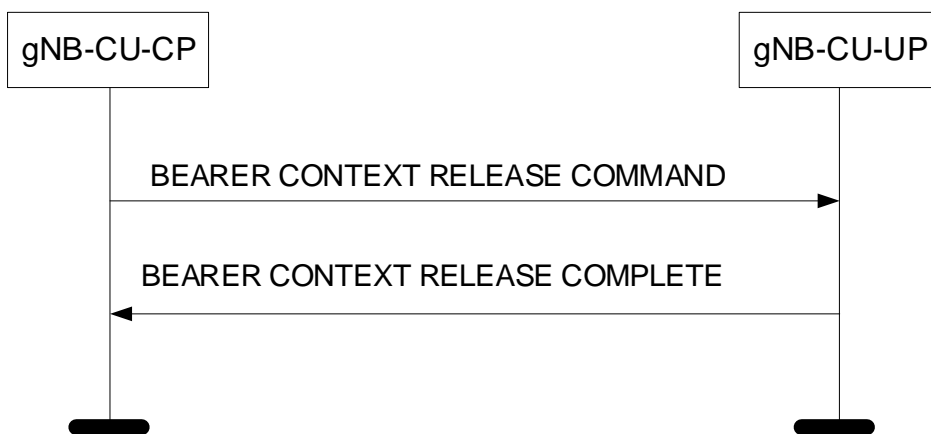 gNB-CU-CP
gNB-CU-UP
BEARER CONTEXT RELEASE COMMAND
BEARER CONTEXT RELEASE COMPLETE